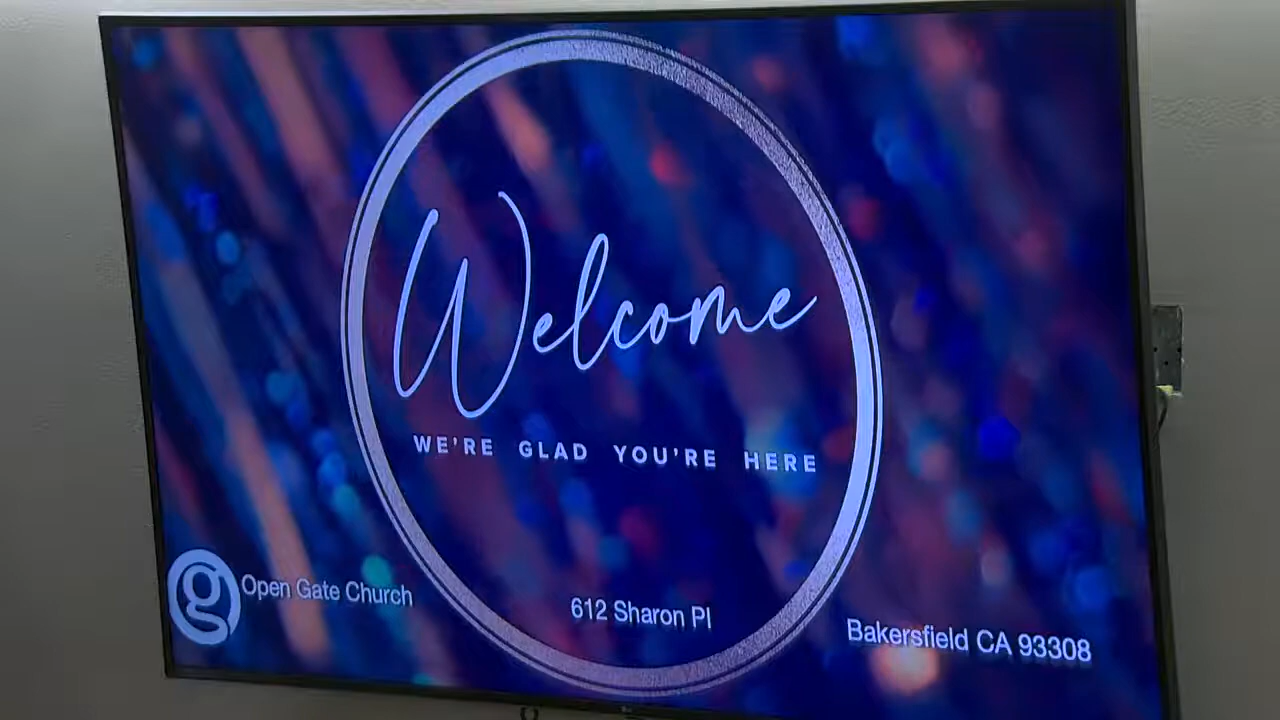 Welcome
WE'RE GLAD YOU'RE HERE
g Open Gate Church
612 Sharon Pl
Bakersfield CA 93308